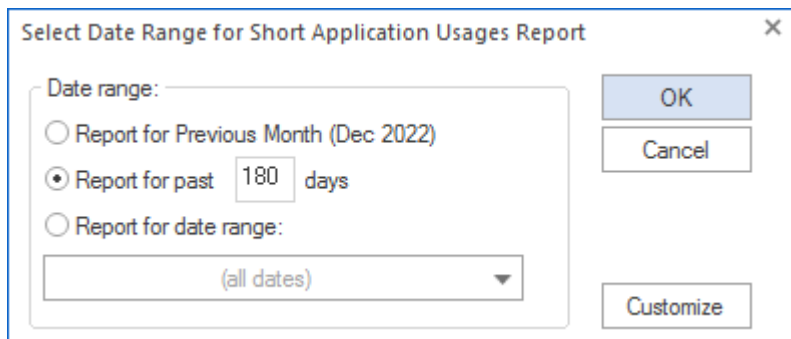 Select Date Range for Short Application Usages Report
Date range:
Report for Previous Month (Dec 2022)
Report for past 180 days
Report for date range:
(all dates)
OK
Cancel
Customize